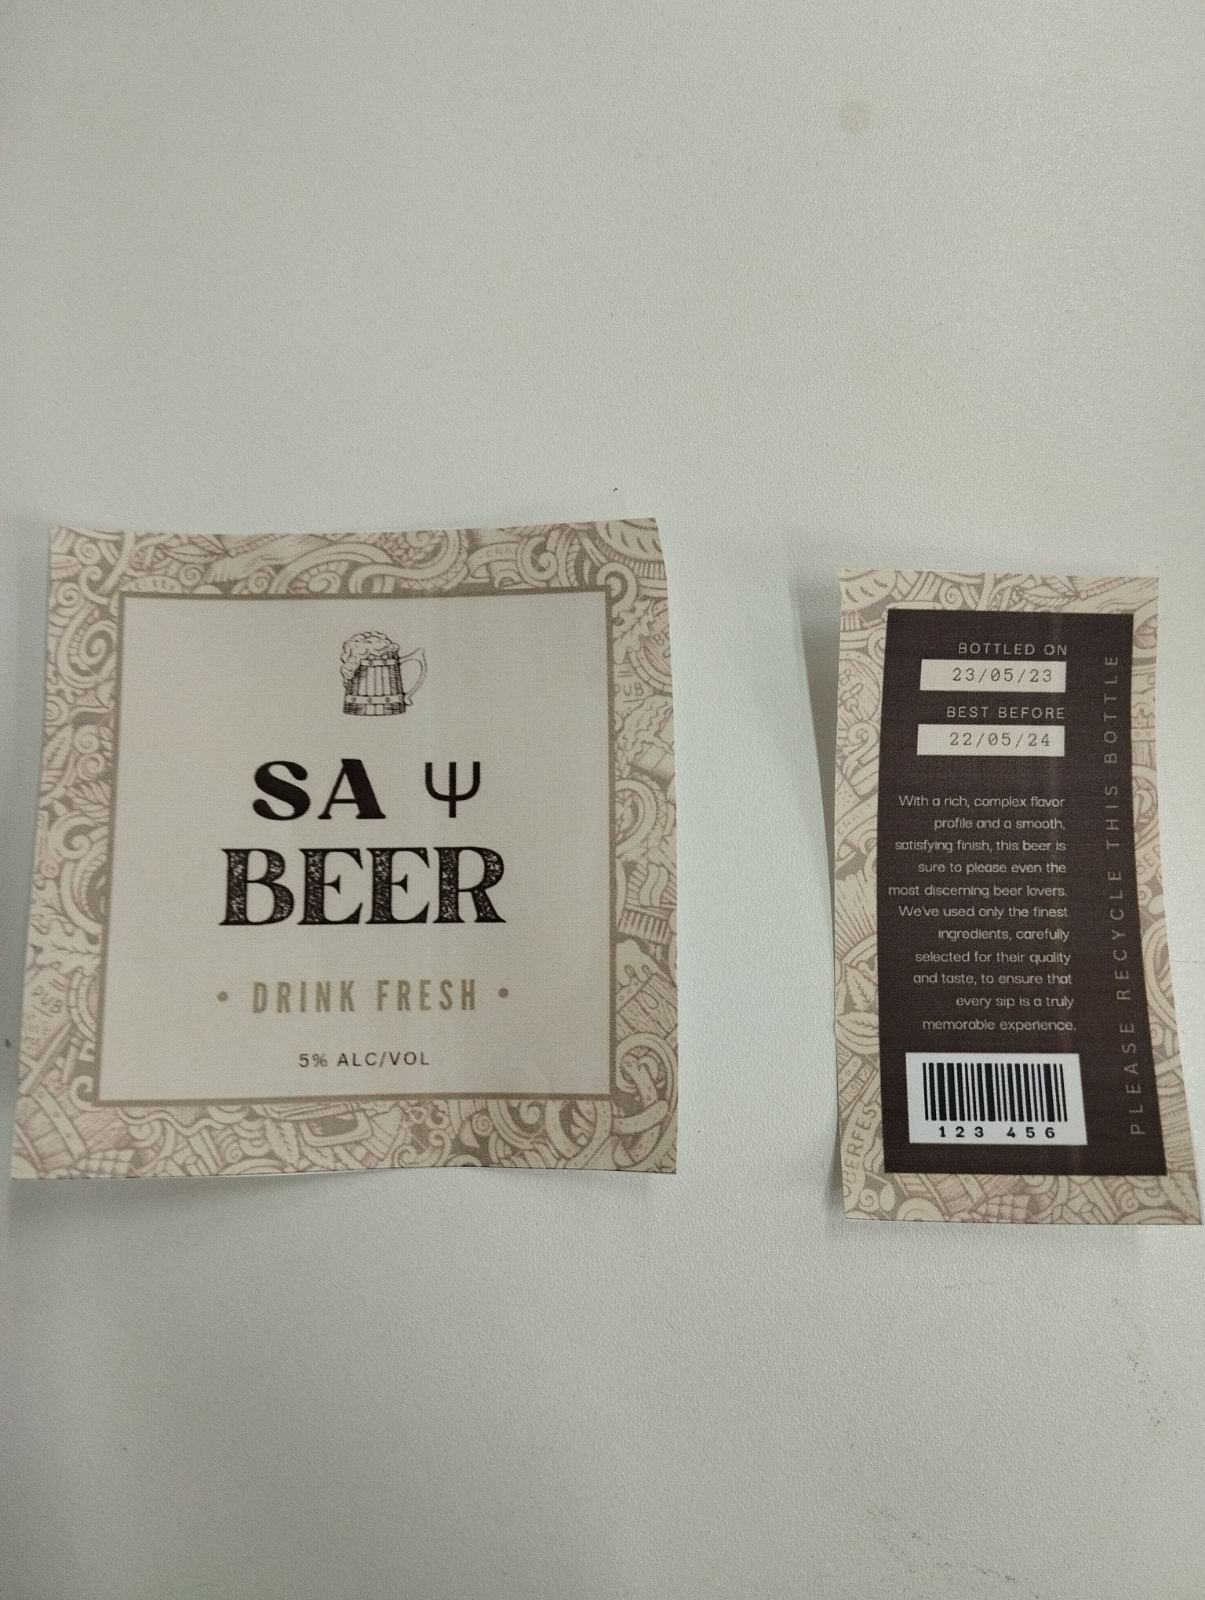 SA Ψ
BEER
• DRINK FRESH •
5% ALC/VOL
BOTTLED ON
23/05/23
BEST BEFORE
22/05/24
With a rich, complex flavor
profile and a smooth,
satisfying finish, this beer is
sure to please even the
most discerning beer lovers.
We've used only the finest
ingredients, carefully
selected for their quality
and taste, to ensure that
every sip is a truly
memorable experience.
123 456
PLEASE RECYCLE THIS BOTTLE
PUB
PUB